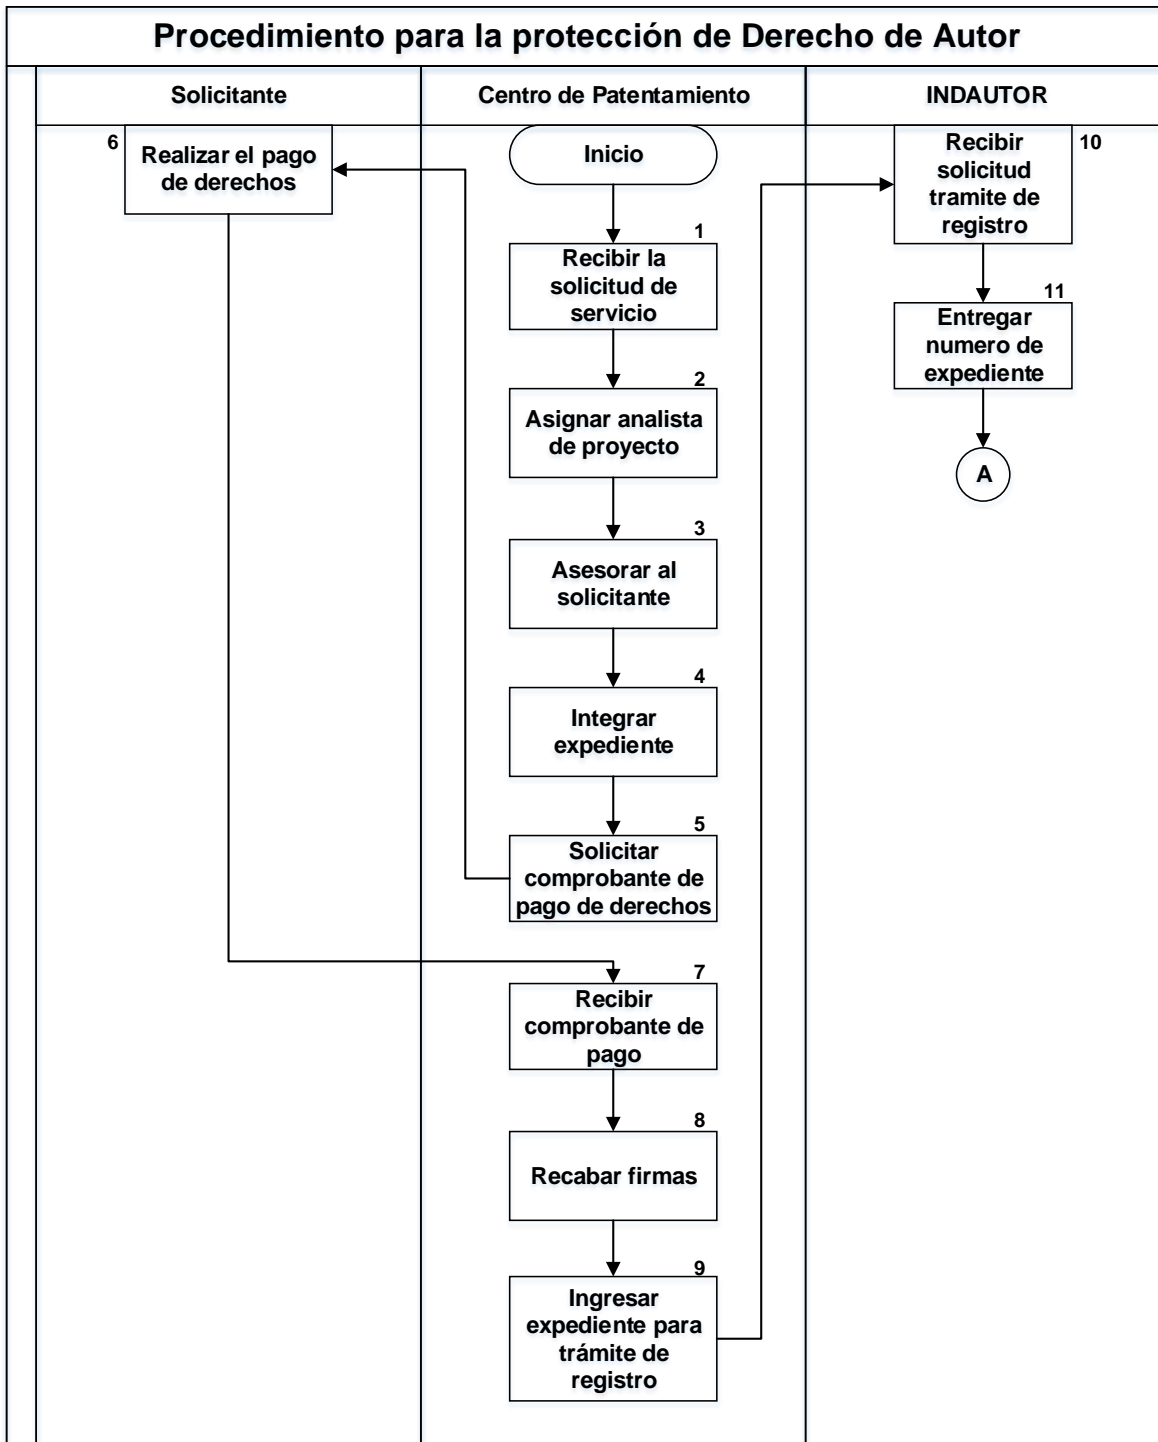 Procedimiento para la protección de Derecho de Autor
Solicitante
Centro de Patentamiento
INDAUTOR
6
Realizar el pago
de derechos
Inicio
1
Recibir la
solicitud de
servicio
2
Asignar analista
de proyecto
3
Asesorar al
solicitante
4
Integrar
expediente
5
Solicitar
comprobante de
pago de derechos
7
Recibir
comprobante de
pago
8
Recabar firmas
9
Ingresar
expediente para
trámite de
registro
10
Recibir
solicitud
tramite de
registro
11
Entregar
numero de
expediente
A